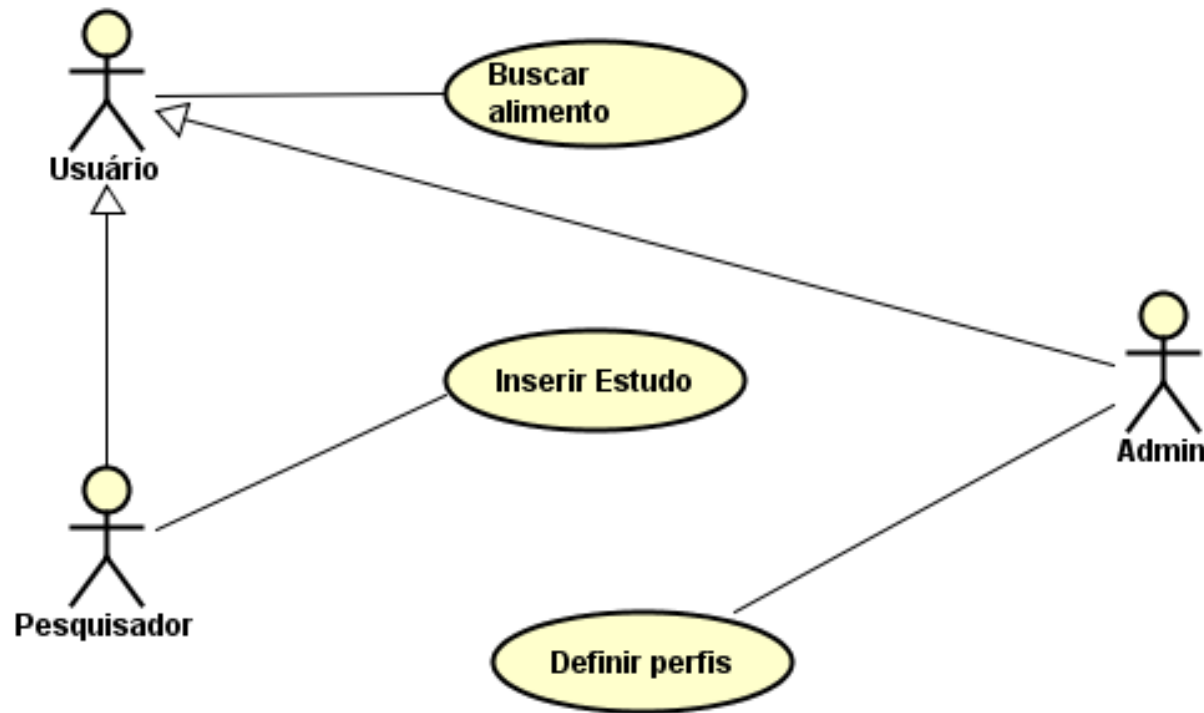 Buscar
alimento
Usuário
Inserir Estudo
Admin
Pesquisador
Definir perfis